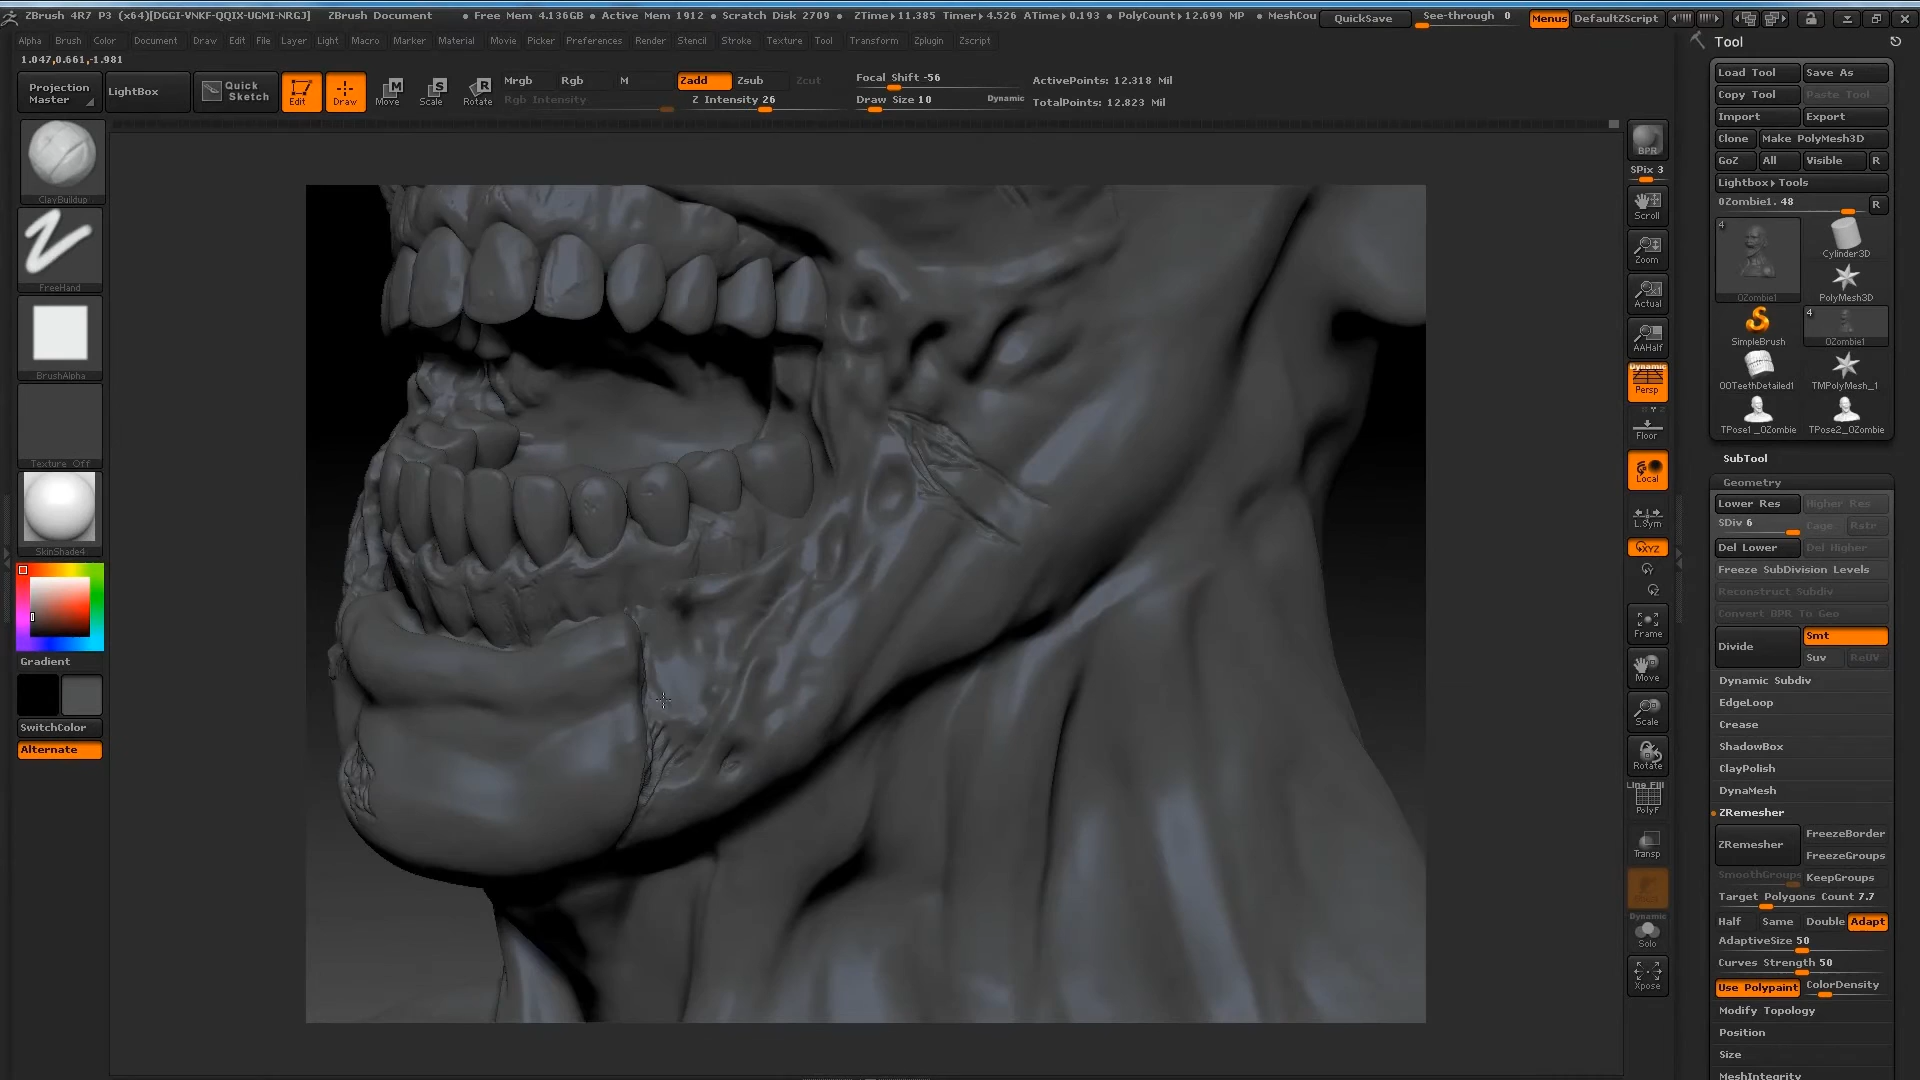 ZBrush 4R7 P3 (x64)[DGGI-VNKF-QQIX-UGMI-NRGJ] ZBrush Document • Free Mem 4.136GB • Active Mem 1912 • Scratch Disk 2709 • ZTime▸11.385 Timer▸4.526 ATime▸0.193 • PolyCount▸12.699 MP • MeshCou QuickSave See-through 0 Menus DefaultZScript
Alpha Brush Color Document Draw Edit File Layer Light Macro Marker Material Movie Picker Preferences Render Stencil Stroke Texture Tool Transform Zplugin Zscript
1.047,0.661,-1.981
Projection Master
LightBox
Quick Sketch
Edit
Draw
Move
Scale
Rotate
Mrgb Rgb M
Rgb Intensity
Zadd Zsub Zcut
Z Intensity 26
Focal Shift -56
Draw Size 10
Dynamic
ActivePoints: 12.318 Mil
TotalPoints: 12.823 Mil
ClayBuildup
FreeHand
BrushAlpha
Texture Off
SkinShade4
Gradient
SwitchColor
Alternate
BPR
SPix 3
Scroll
Zoom
Actual
AAHalf
Dynamic
Persp
Floor
Local
L.Sym
XYZ
Frame
Move
Scale
Rotate
Line Fill
PolyF
Transp
Dynamic
Solo
Xpose
Tool
Load Tool Save As
Copy Tool Paste Tool
Import Export
Clone Make PolyMesh3D
GoZ All Visible R
Lightbox▸Tools
0Zombie1. 48 R
4
0Zombie1
Cylinder3D
PolyMesh3D
SimpleBrush
4
0Zombie1
00TeethDetailed1
TMPolyMesh_1
TPose1_0Zombie
TPose2_0Zombie
SubTool
Geometry
Lower Res Higher Res
SDiv 6 Cage Rstr
Del Lower Del Higher
Freeze SubDivision Levels
Reconstruct Subdiv
Convert BPR To Geo
Divide
Smt
Suv ReUV
Dynamic Subdiv
EdgeLoop
Crease
ShadowBox
ClayPolish
DynaMesh
ZRemesher
ZRemesher
FreezeBorder
FreezeGroups
SmoothGroups KeepGroups
Target Polygons Count 7.7
Half Same Double Adapt
AdaptiveSize 50
Curves Strength 50
Use Polypaint ColorDensity
Modify Topology
Position
Size
MeshIntegrity